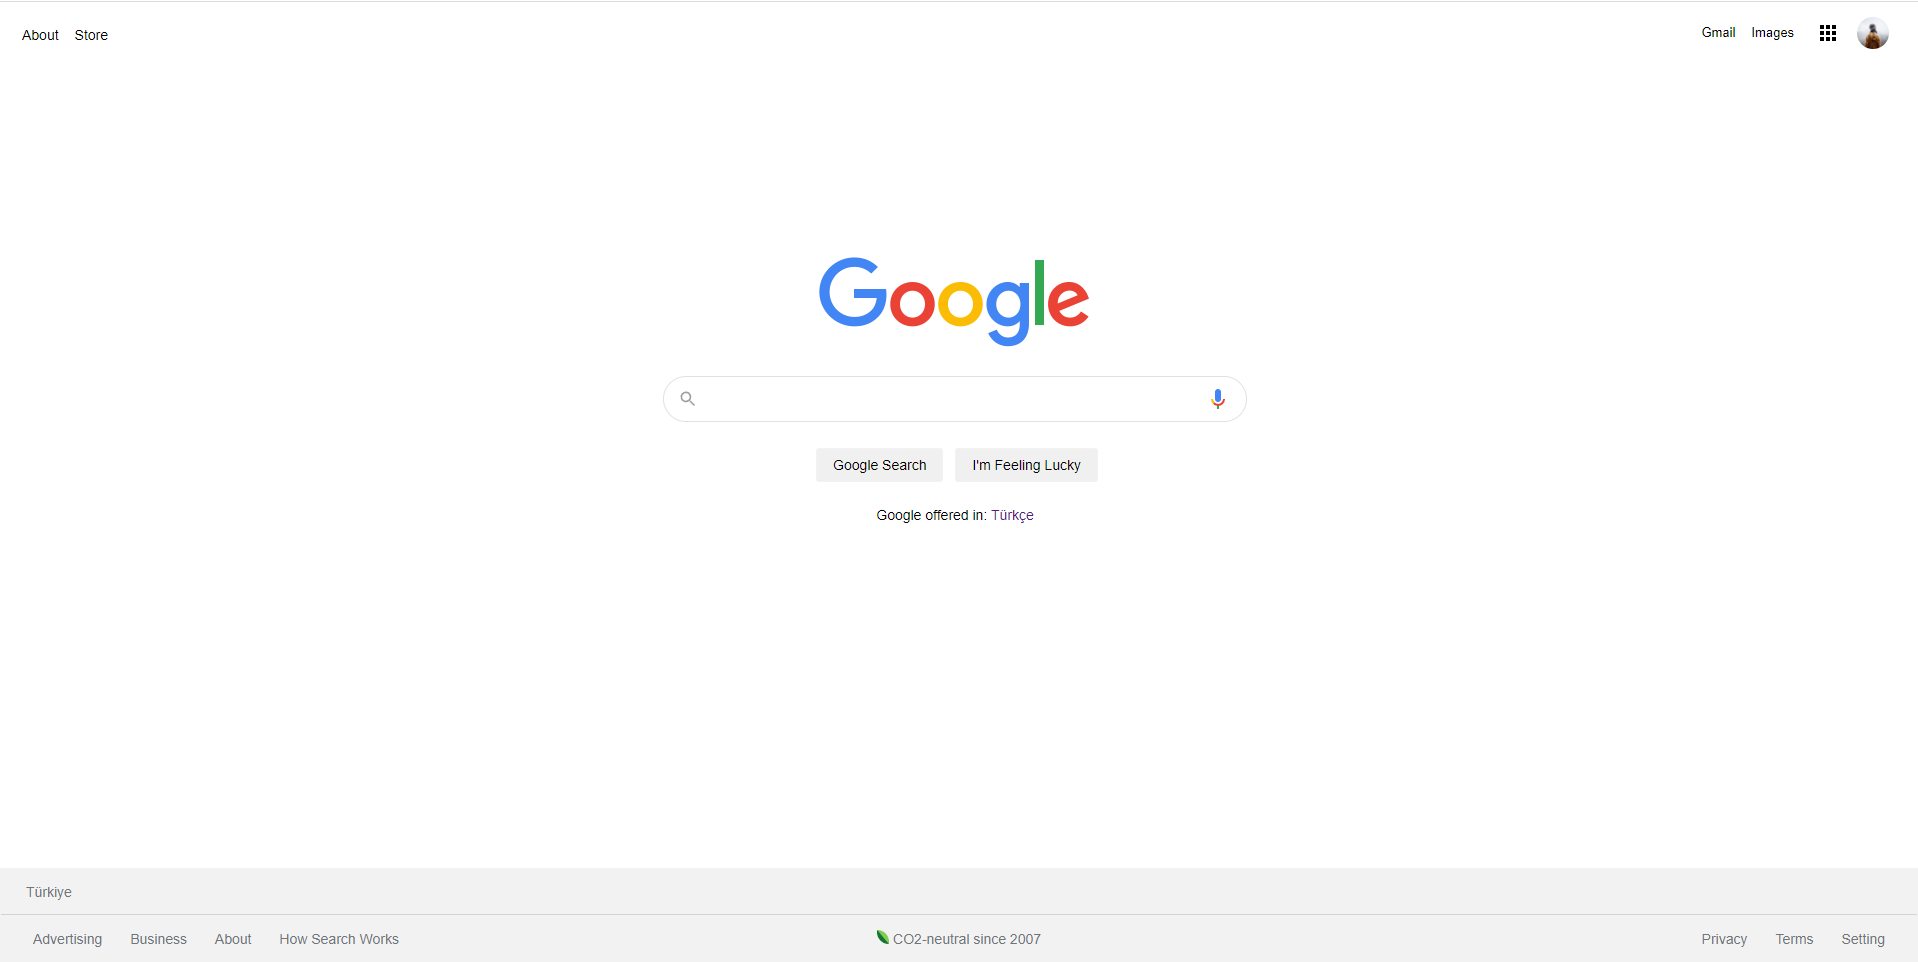 About Store
Gmail Images
Google
Google Search I'm Feeling Lucky
Google offered in: Türkçe
Türkiye
Advertising Business About How Search Works
CO2-neutral since 2007
Privacy Terms Setting